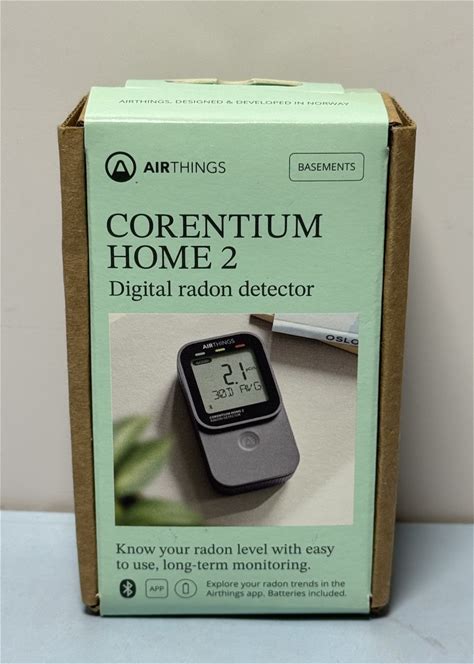 AIRTHINGS, DESIGNED & DEVELOPED IN NORWAY
AIRTHINGS
BASEMENTS
CORENTIUM
HOME 2
Digital radon detector
OSLO
AIRTHINGS
2.1
30D AVG
CORENTIUM HOME 2
RADON DETECTOR
Know your radon level with easy
to use, long-term monitoring.
APP
Explore your radon trends in the
Airthings app. Batteries included.